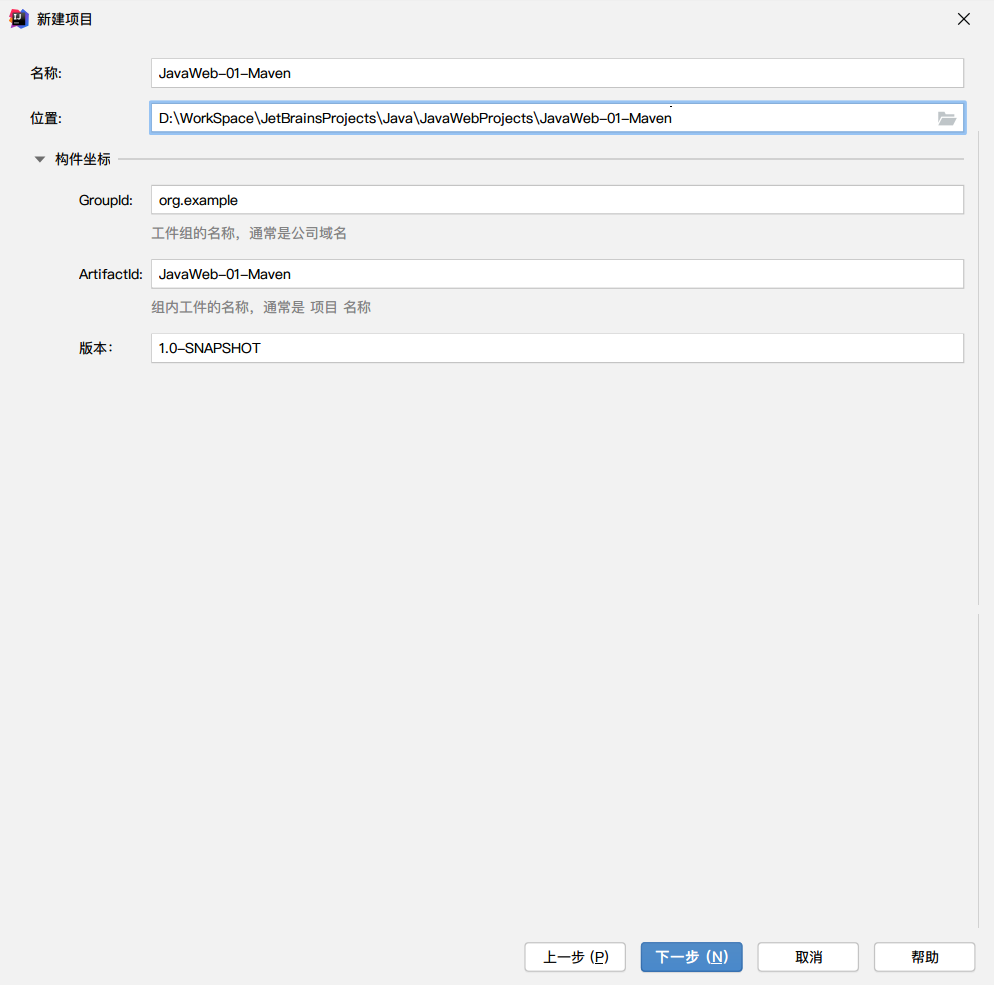 新建项目
名称: JavaWeb-01-Maven
位置: D:\WorkSpace\JetBrainsProjects\Java\JavaWebProjects\JavaWeb-01-Maven
构件坐标
GroupId: org.example
工件组的名称，通常是公司域名
ArtifactId: JavaWeb-01-Maven
组内工件的名称，通常是 项目 名称
版本: 1.0-SNAPSHOT
上一步 (P) 下一步 (N) 取消 帮助